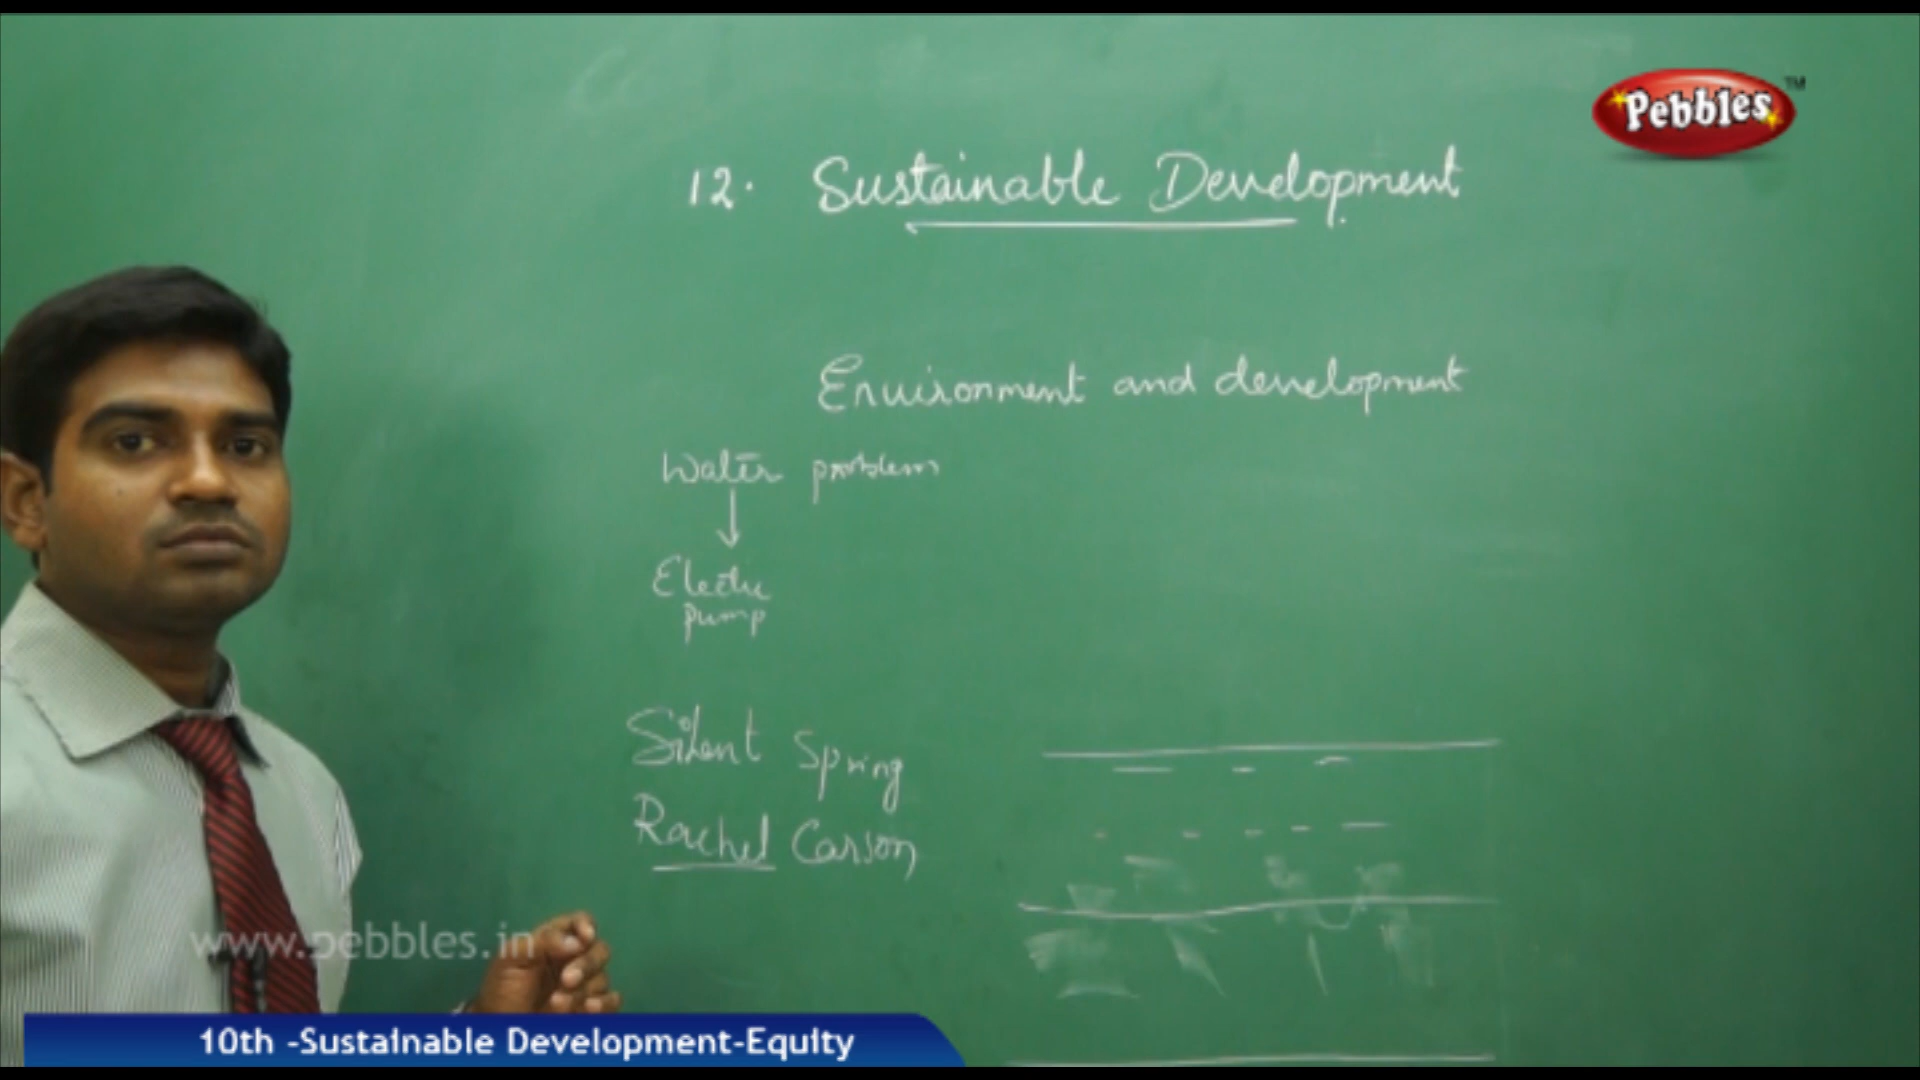 Pebbles™
12. Sustainable Development
Environment and development
Water problem
Electric
pump
Silent Spring
Rachel Carson
www.pebbles.in
10th -Sustainable Development-Equity